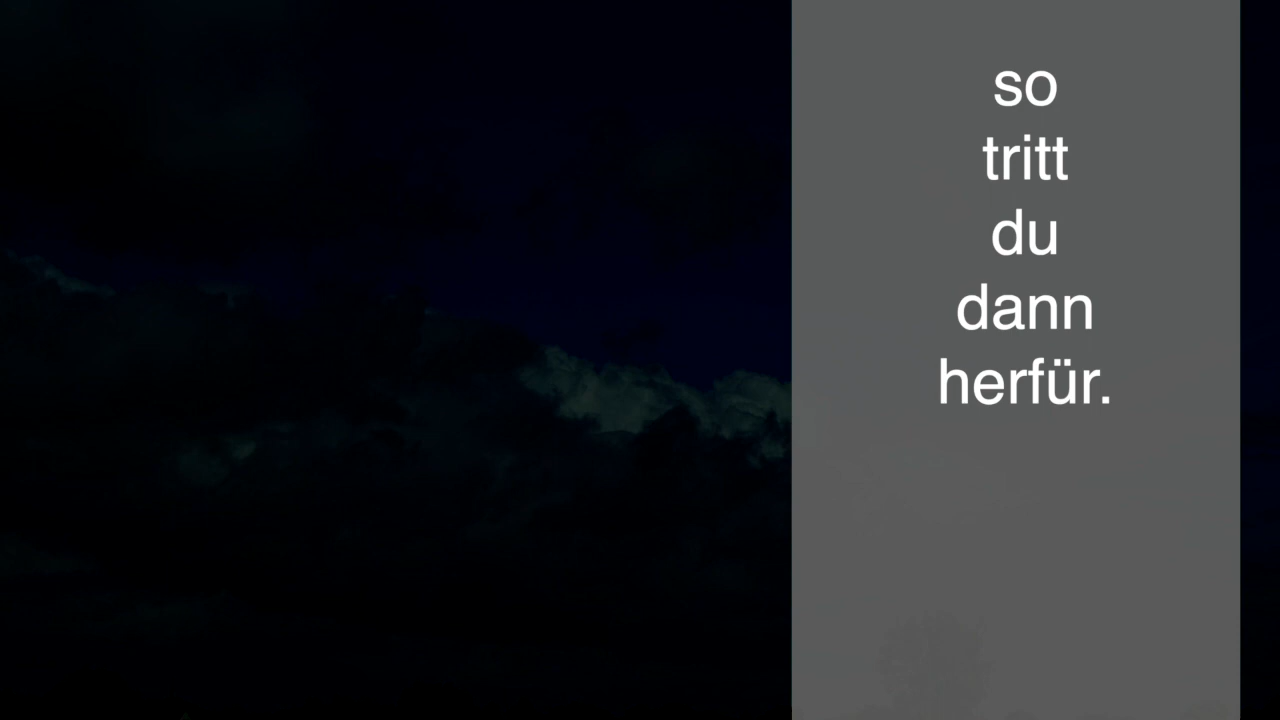 so
tritt
du
dann
herfür.